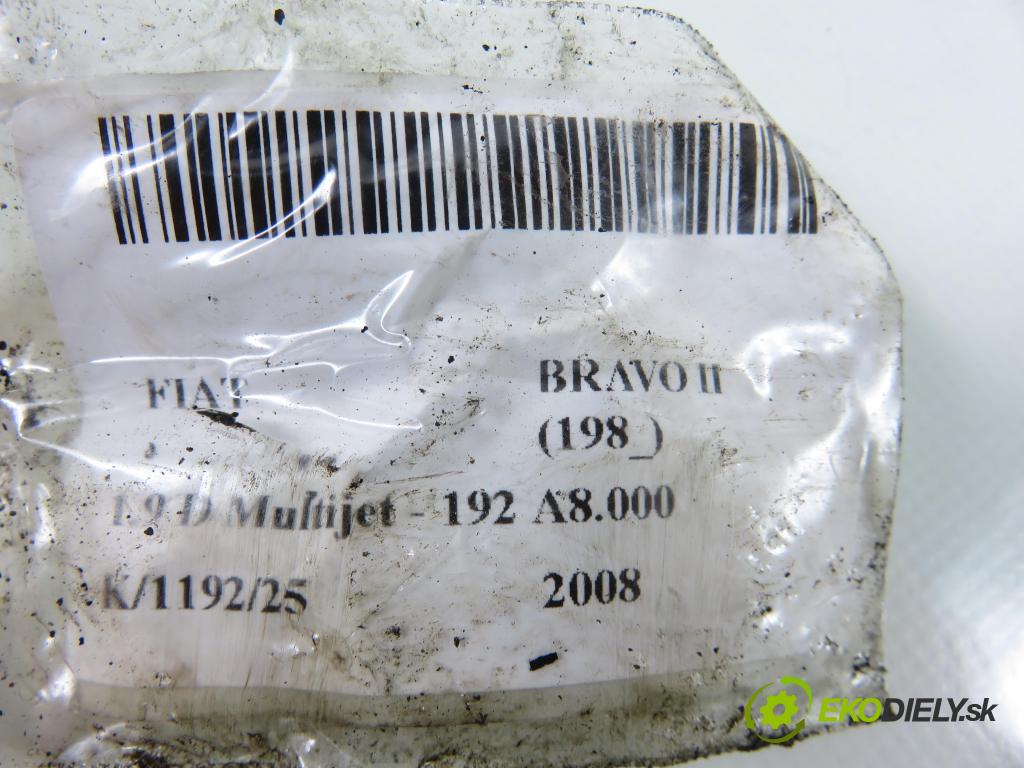 FIAT BRAVO II
(198_)
1.9 D Multijet - 192 A8.000
K/1192/25 2008
EKODIELY.sk